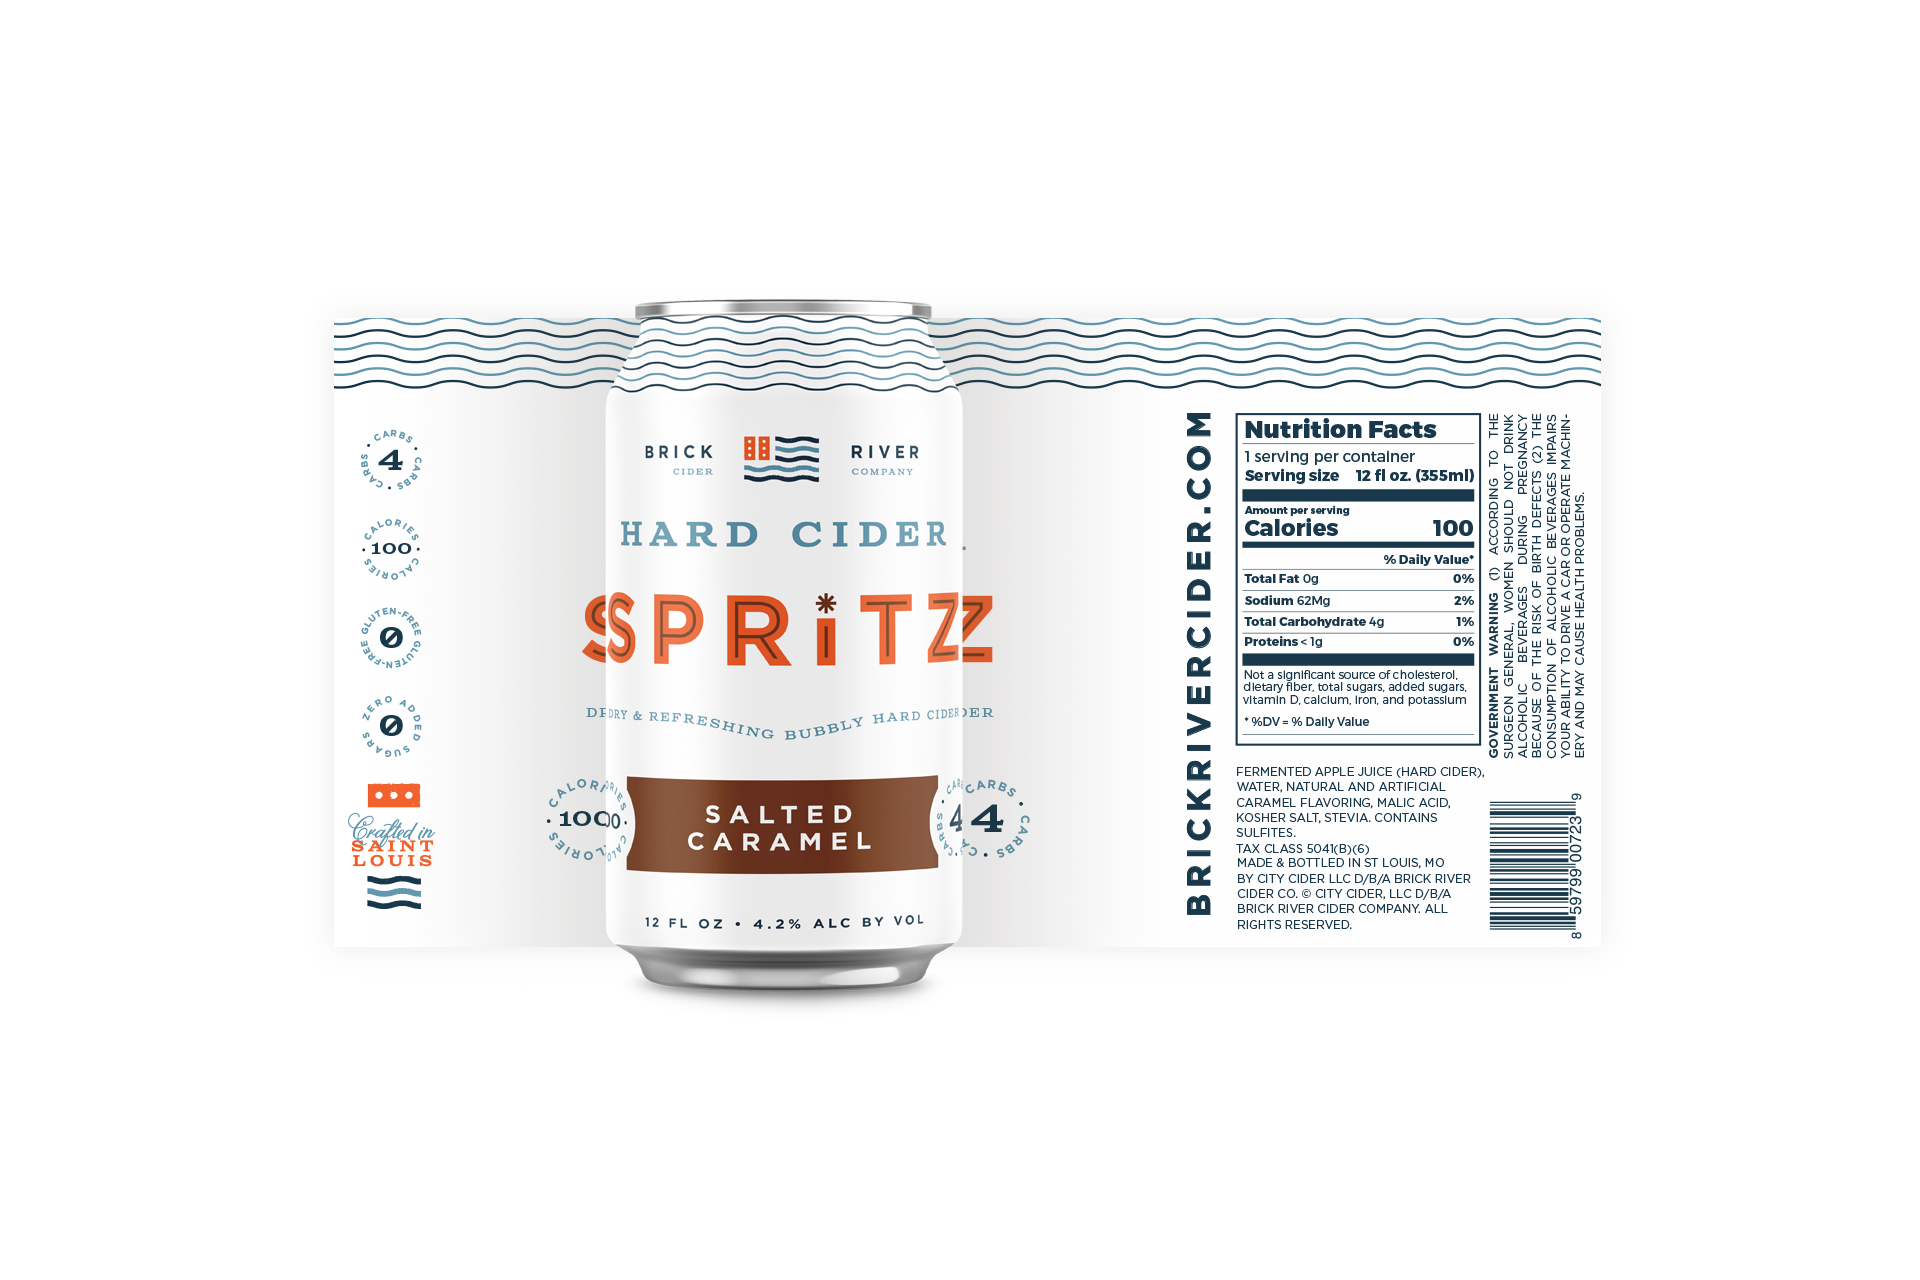 CARBS • CARBS • CARBS •
4
CALORIES • CALORIES •
100
GLUTEN-FREE GLUTEN-FREE
0
ZERO ADDED SUGARS
0
Crafted in
SAINT
LOUIS
BRICK RIVER
CIDER COMPANY
HARD CIDER
SPRiTZ
DRY & REFRESHING BUBBLY HARD CIDER
CALORIES
100
SALTED
CARAMEL
CARBS • CARBS •
4
12 FL OZ • 4.2% ALC BY VOL
BRICKRIVERCIDER.COM
Nutrition Facts
1 serving per container
Serving size 12 fl oz. (355ml)
Amount per serving
Calories 100
% Daily Value*
Total Fat 0g 0%
Sodium 62Mg 2%
Total Carbohydrate 4g 1%
Proteins < 1g 0%
Not a significant source of cholesterol,
dietary fiber, total sugars, added sugars,
vitamin D, calcium, iron, and potassium
* %DV = % Daily Value
FERMENTED APPLE JUICE (HARD CIDER),
WATER, NATURAL AND ARTIFICIAL
CARAMEL FLAVORING, MALIC ACID,
KOSHER SALT, STEVIA. CONTAINS
SULFITES.
TAX CLASS 5041(B)(6)
MADE & BOTTLED IN ST LOUIS, MO
BY CITY CIDER LLC D/B/A BRICK RIVER
CIDER CO. © CITY CIDER, LLC D/B/A
BRICK RIVER CIDER COMPANY. ALL
RIGHTS RESERVED.
GOVERNMENT WARNING (1) ACCORDING TO THE
SURGEON GENERAL, WOMEN SHOULD NOT DRINK
ALCOHOLIC BEVERAGES DURING PREGNANCY
BECAUSE OF THE RISK OF BIRTH DEFECTS (2) THE
CONSUMPTION OF ALCOHOLIC BEVERAGES IMPAIRS
YOUR ABILITY TO DRIVE A CAR OR OPERATE MACHIN-
ERY AND MAY CAUSE HEALTH PROBLEMS.
8 59799 00723 9